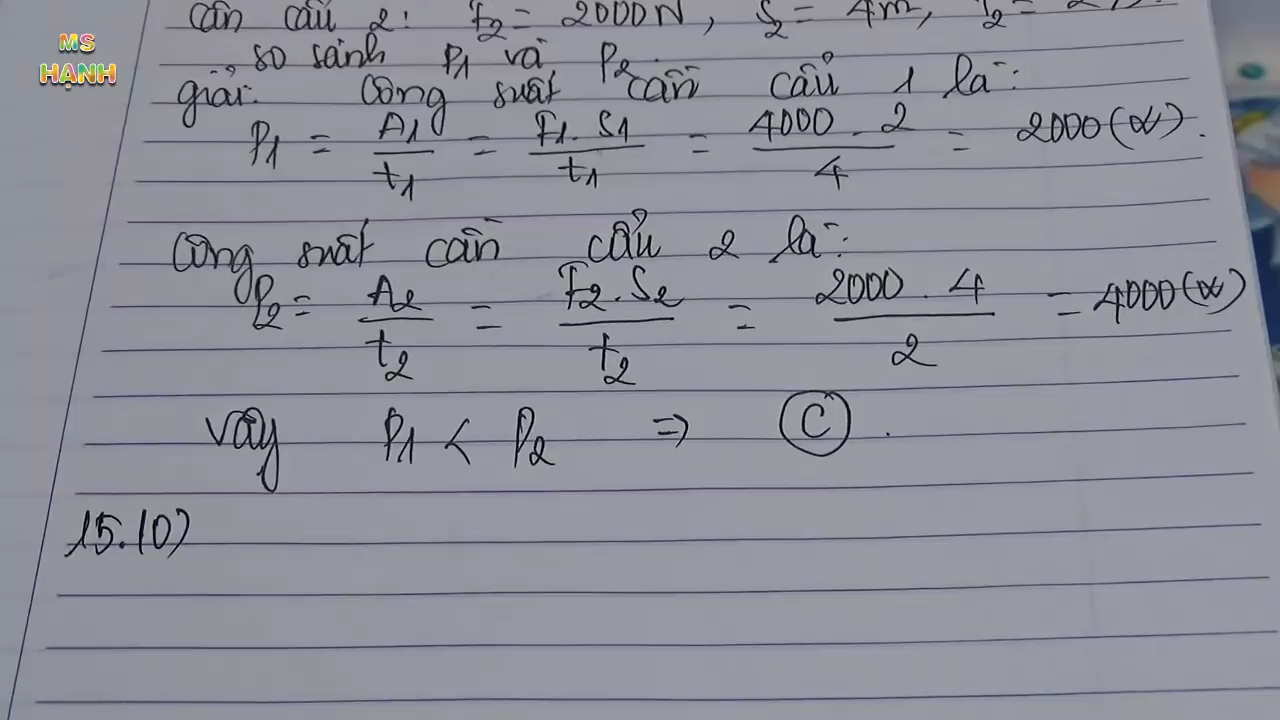 MS
HẠNH
cần cẩu 2: F2 = 2000N, S2 = 4m,
so sánh P1 và P2
giải: Công suất cần cẩu 1 là:
P1 = A1/t1 = F1.S1/t1 = 4000.2/4 = 2000(W).
Công suất cần cẩu 2 là:
P2 = A2/t2 = F2.S2/t2 = 2000.4/2 = 4000(W)
Vậy P1 < P2 => C.
15.10)